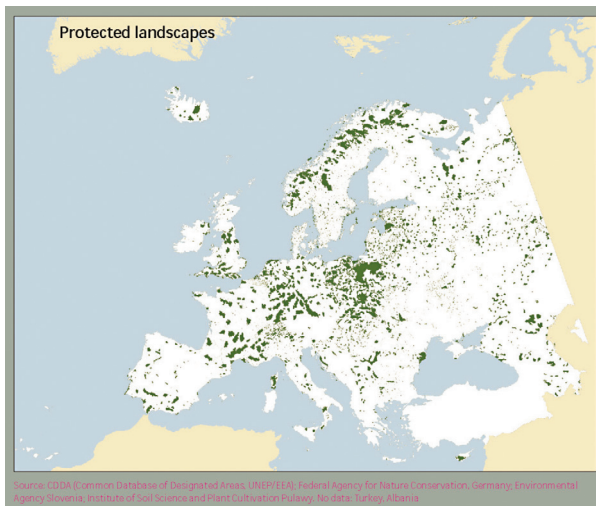 Protected landscapes
Source: CDDA (Common Database of Designated Areas, UNEP/EEA); Federal Agency for Nature Conservation, Germany; Environmental
Agency Slovenia; Institute of Soil Science and Plant Cultivation Pulawy. No data: Turkey, Albania